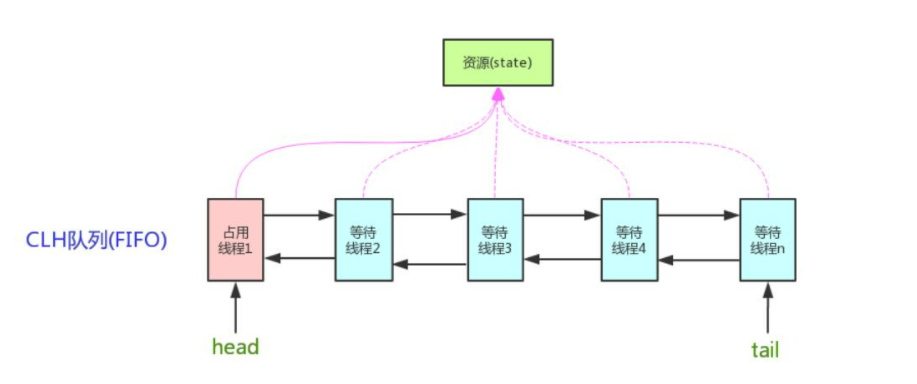 资源(state)
CLH队列(FIFO)
占用
线程1
等待
线程2
等待
线程3
等待
线程4
等待
线程n
head
tail